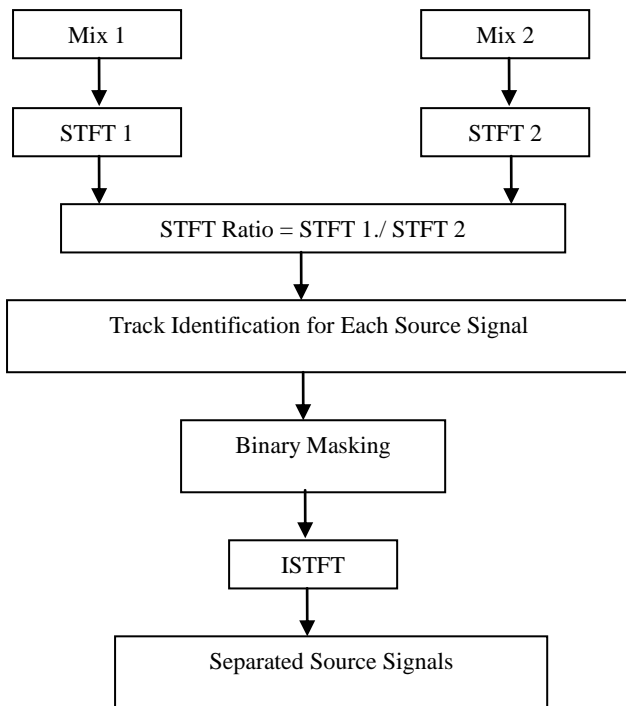 Mix 1
Mix 2
STFT 1
STFT 2
STFT Ratio = STFT 1./ STFT 2
Track Identification for Each Source Signal
Binary Masking
ISTFT
Separated Source Signals